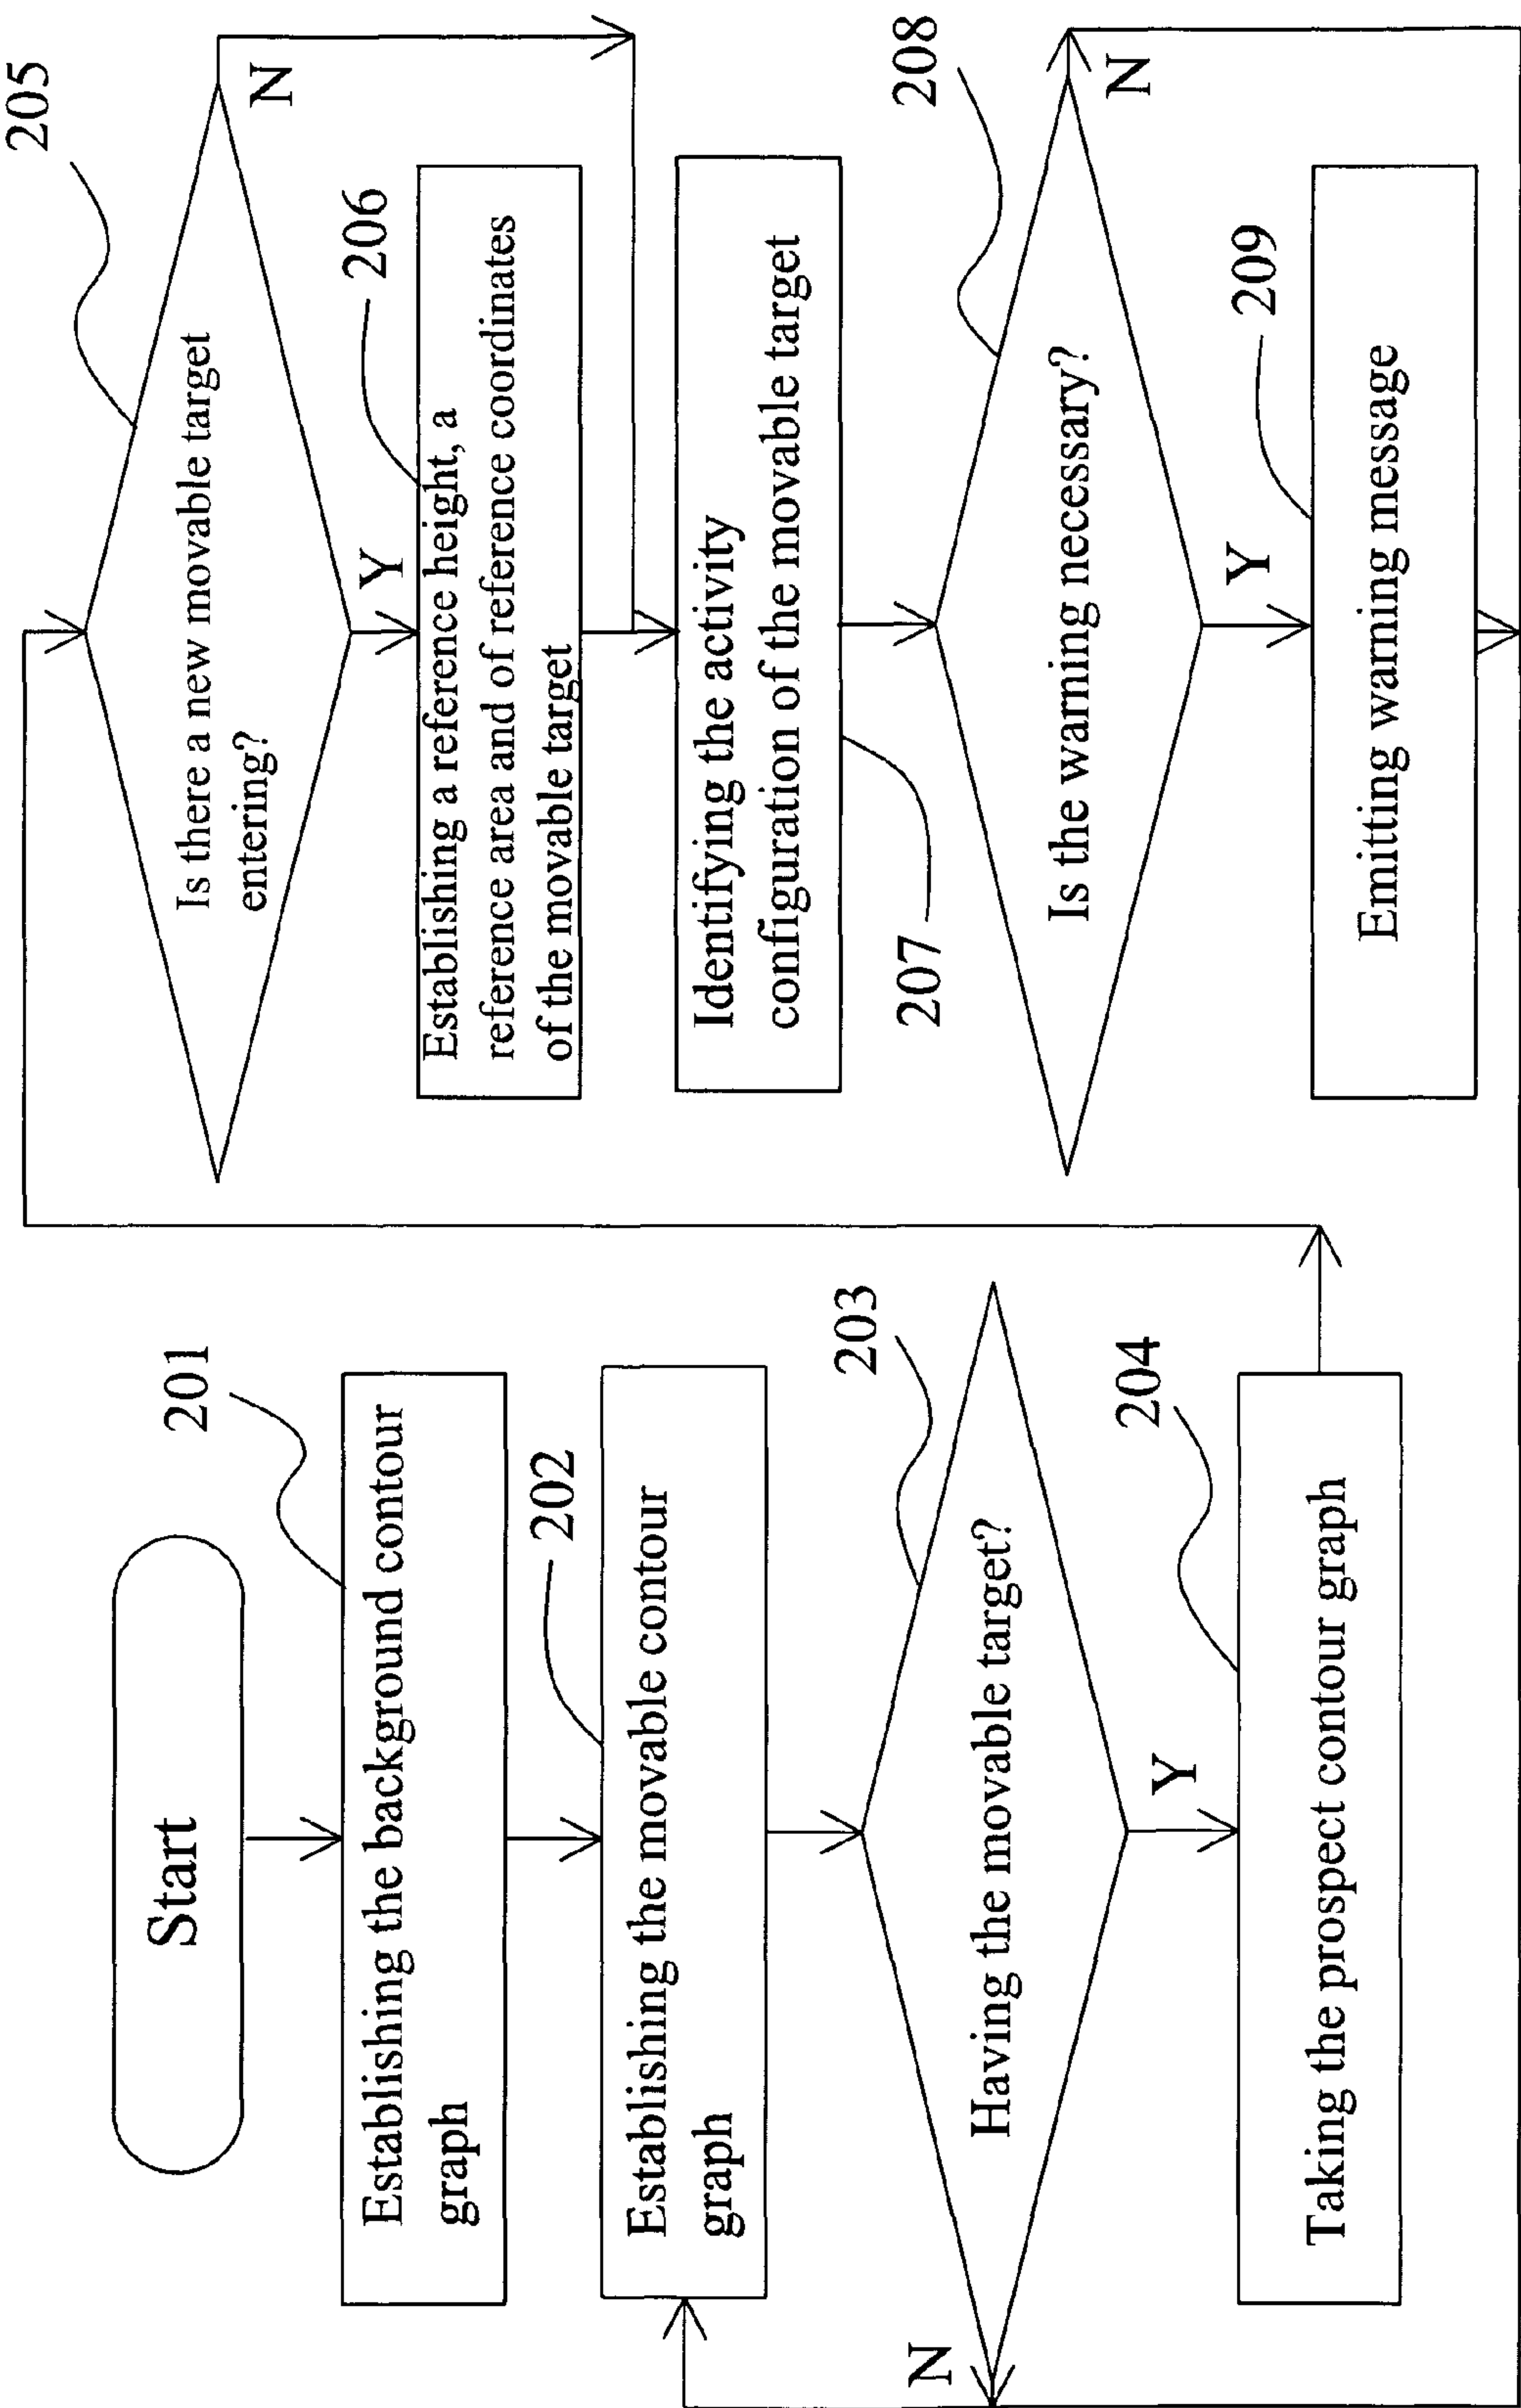 Start
201
Establishing the background contour
graph
202
Establishing the movable contour
graph
203
Having the movable target?
N
Y
204
Taking the prospect contour graph
205
Is there a new movable target
entering?
N
Y
206
Establishing a reference height, a
reference area and of reference coordinates
of the movable target
Identifying the activity
configuration of the movable target
207
208
Is the warning necessary?
N
Y
209
Emitting warning message